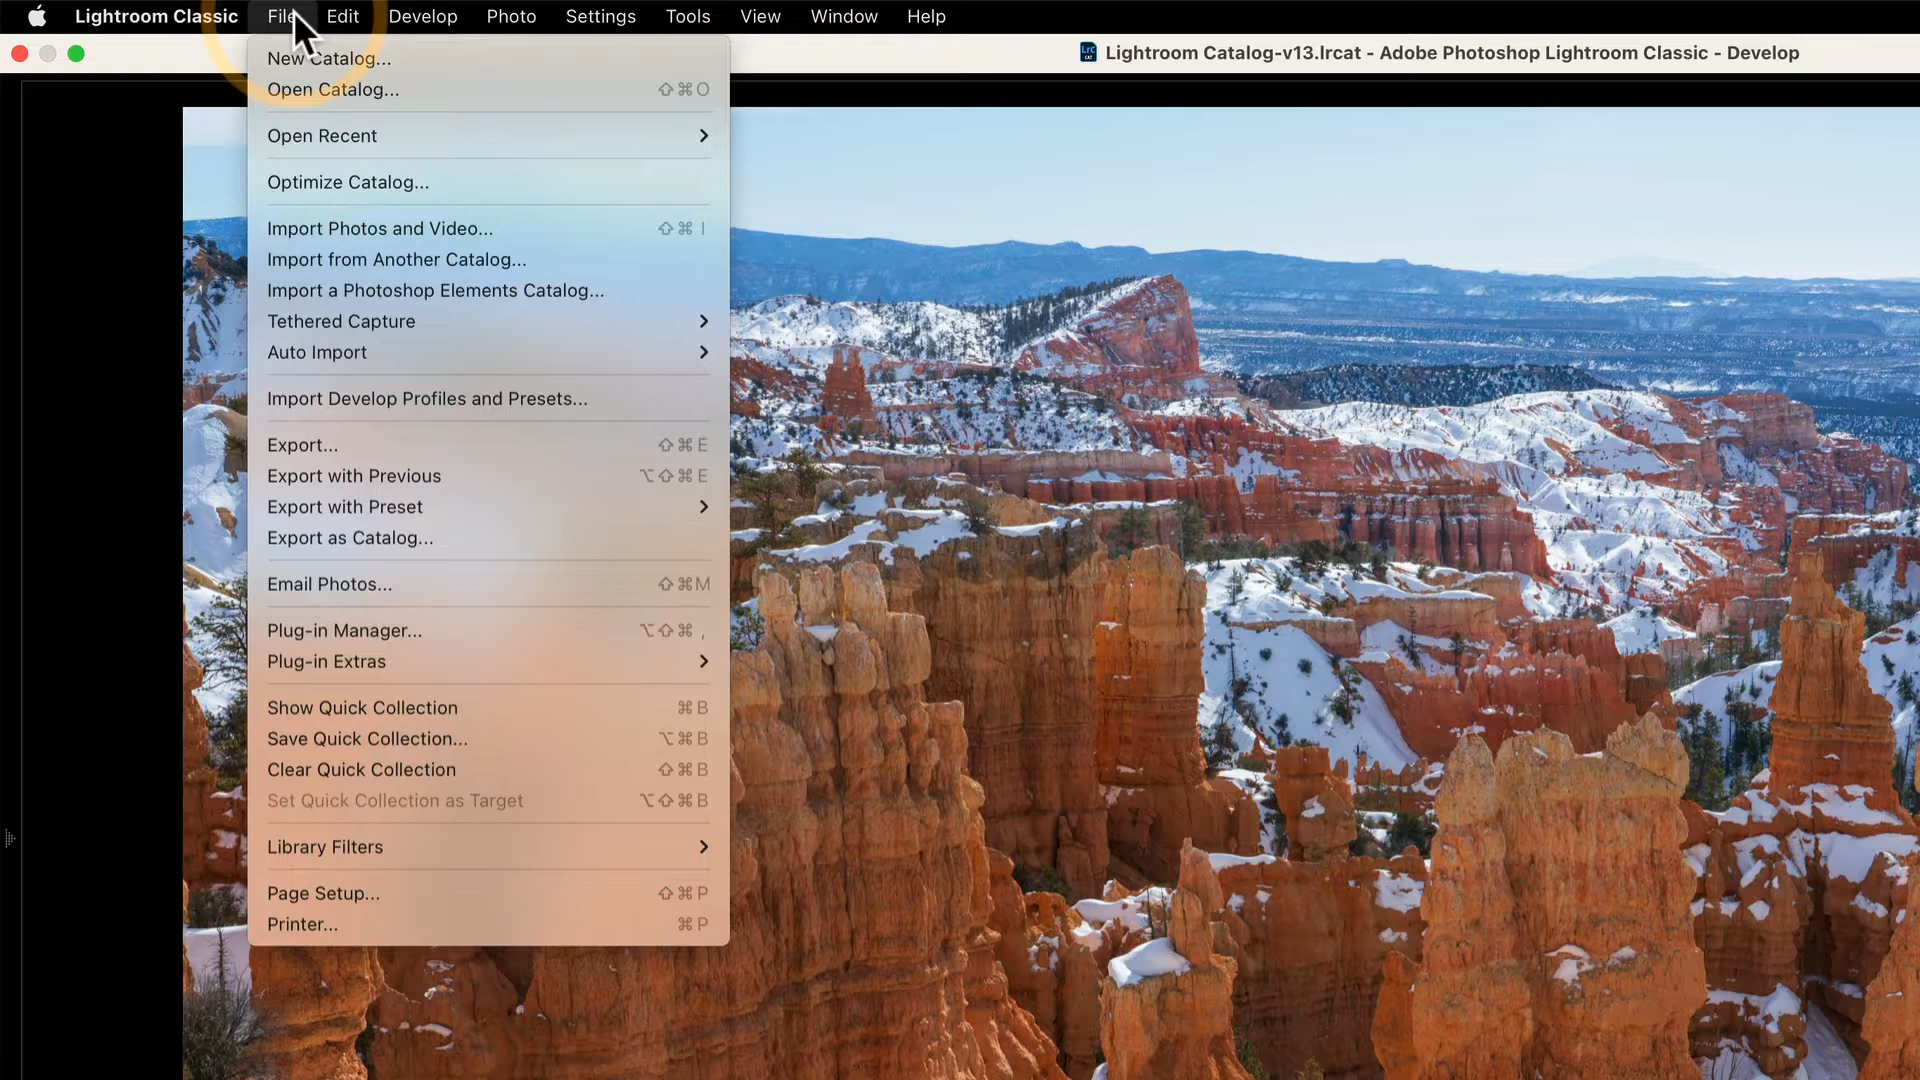 Lightroom Classic File Edit Develop Photo Settings Tools View Window Help
LrC CAT Lightroom Catalog-v13.lrcat - Adobe Photoshop Lightroom Classic - Develop
New Catalog...
Open Catalog... ⇧⌘O
Open Recent
Optimize Catalog...
Import Photos and Video... ⇧⌘I
Import from Another Catalog...
Import a Photoshop Elements Catalog...
Tethered Capture
Auto Import
Import Develop Profiles and Presets...
Export... ⇧⌘E
Export with Previous ⌥⇧⌘E
Export with Preset
Export as Catalog...
Email Photos... ⇧⌘M
Plug-in Manager... ⌥⇧⌘,
Plug-in Extras
Show Quick Collection ⌘B
Save Quick Collection... ⌥⌘B
Clear Quick Collection ⇧⌘B
Set Quick Collection as Target ⌥⇧⌘B
Library Filters
Page Setup... ⇧⌘P
Printer... ⌘P